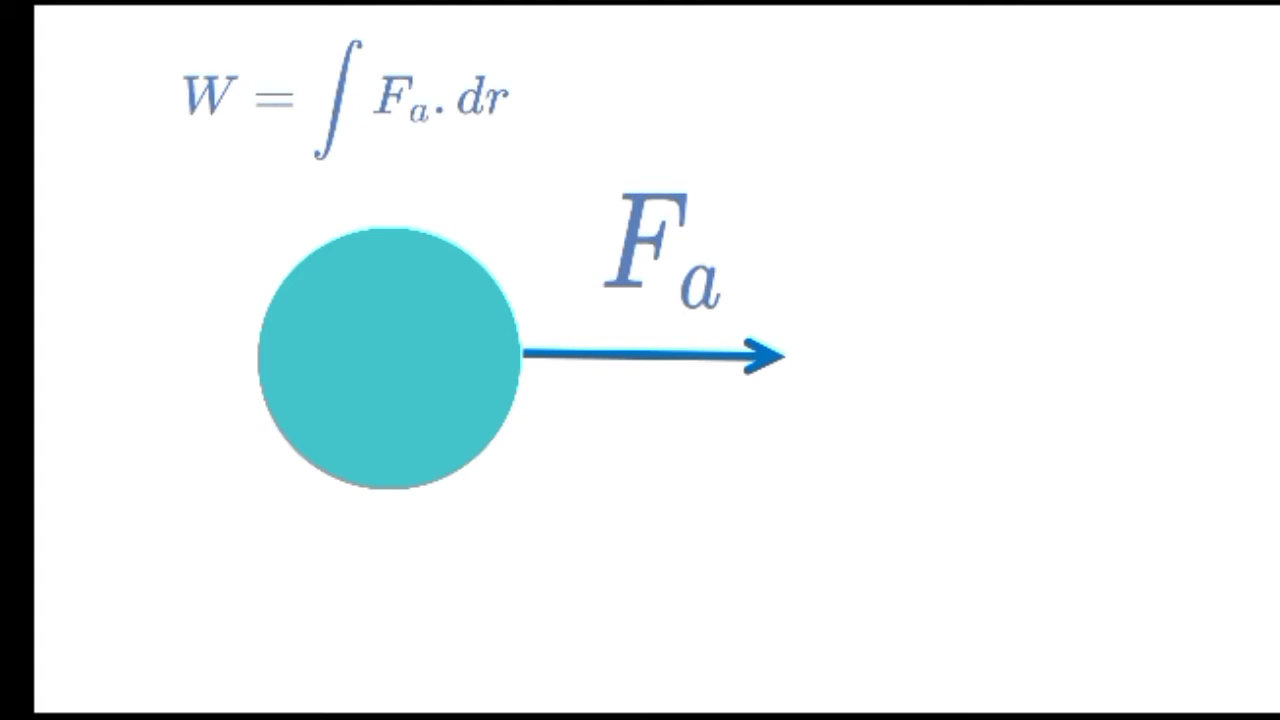 W = ∫ Fₐ. dr
Fₐ